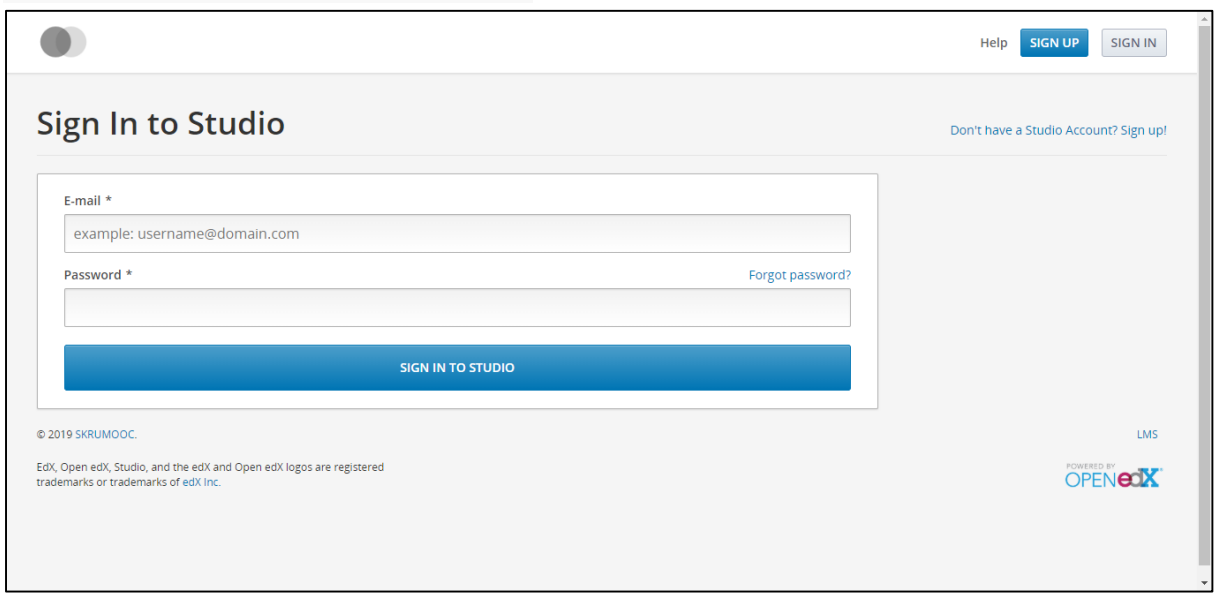 Help SIGN UP SIGN IN
Sign In to Studio
Don't have a Studio Account? Sign up!
E-mail *
example: username@domain.com
Password * Forgot password?
SIGN IN TO STUDIO
© 2019 SKRUMOOC. LMS
EdX, Open edX, Studio, and the edX and Open edX logos are registered
trademarks or trademarks of edX Inc.
POWERED BY
OPENedX